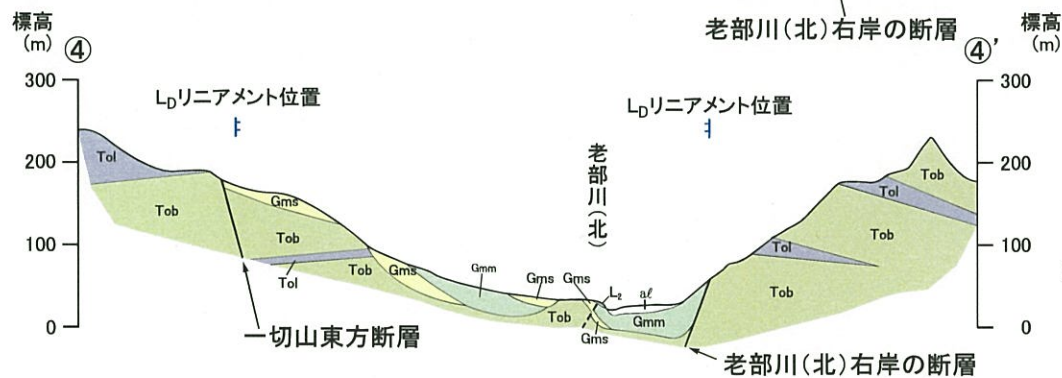 標高
(m)
④
老部川(北)右岸の断層
④’
標高
(m)
300
200
100
0
LDリニアメント位置
LDリニアメント位置
老部川(北)
300
200
100
0
Tol
Tob
Gms
Tob
Tol
Tob
Gms
Gmm
Gms
Tob
Gms
Gms
L2
aℓ
Gmm
Tol
Tob
Tol
Tob
Tob
一切山東方断層
老部川(北)右岸の断層